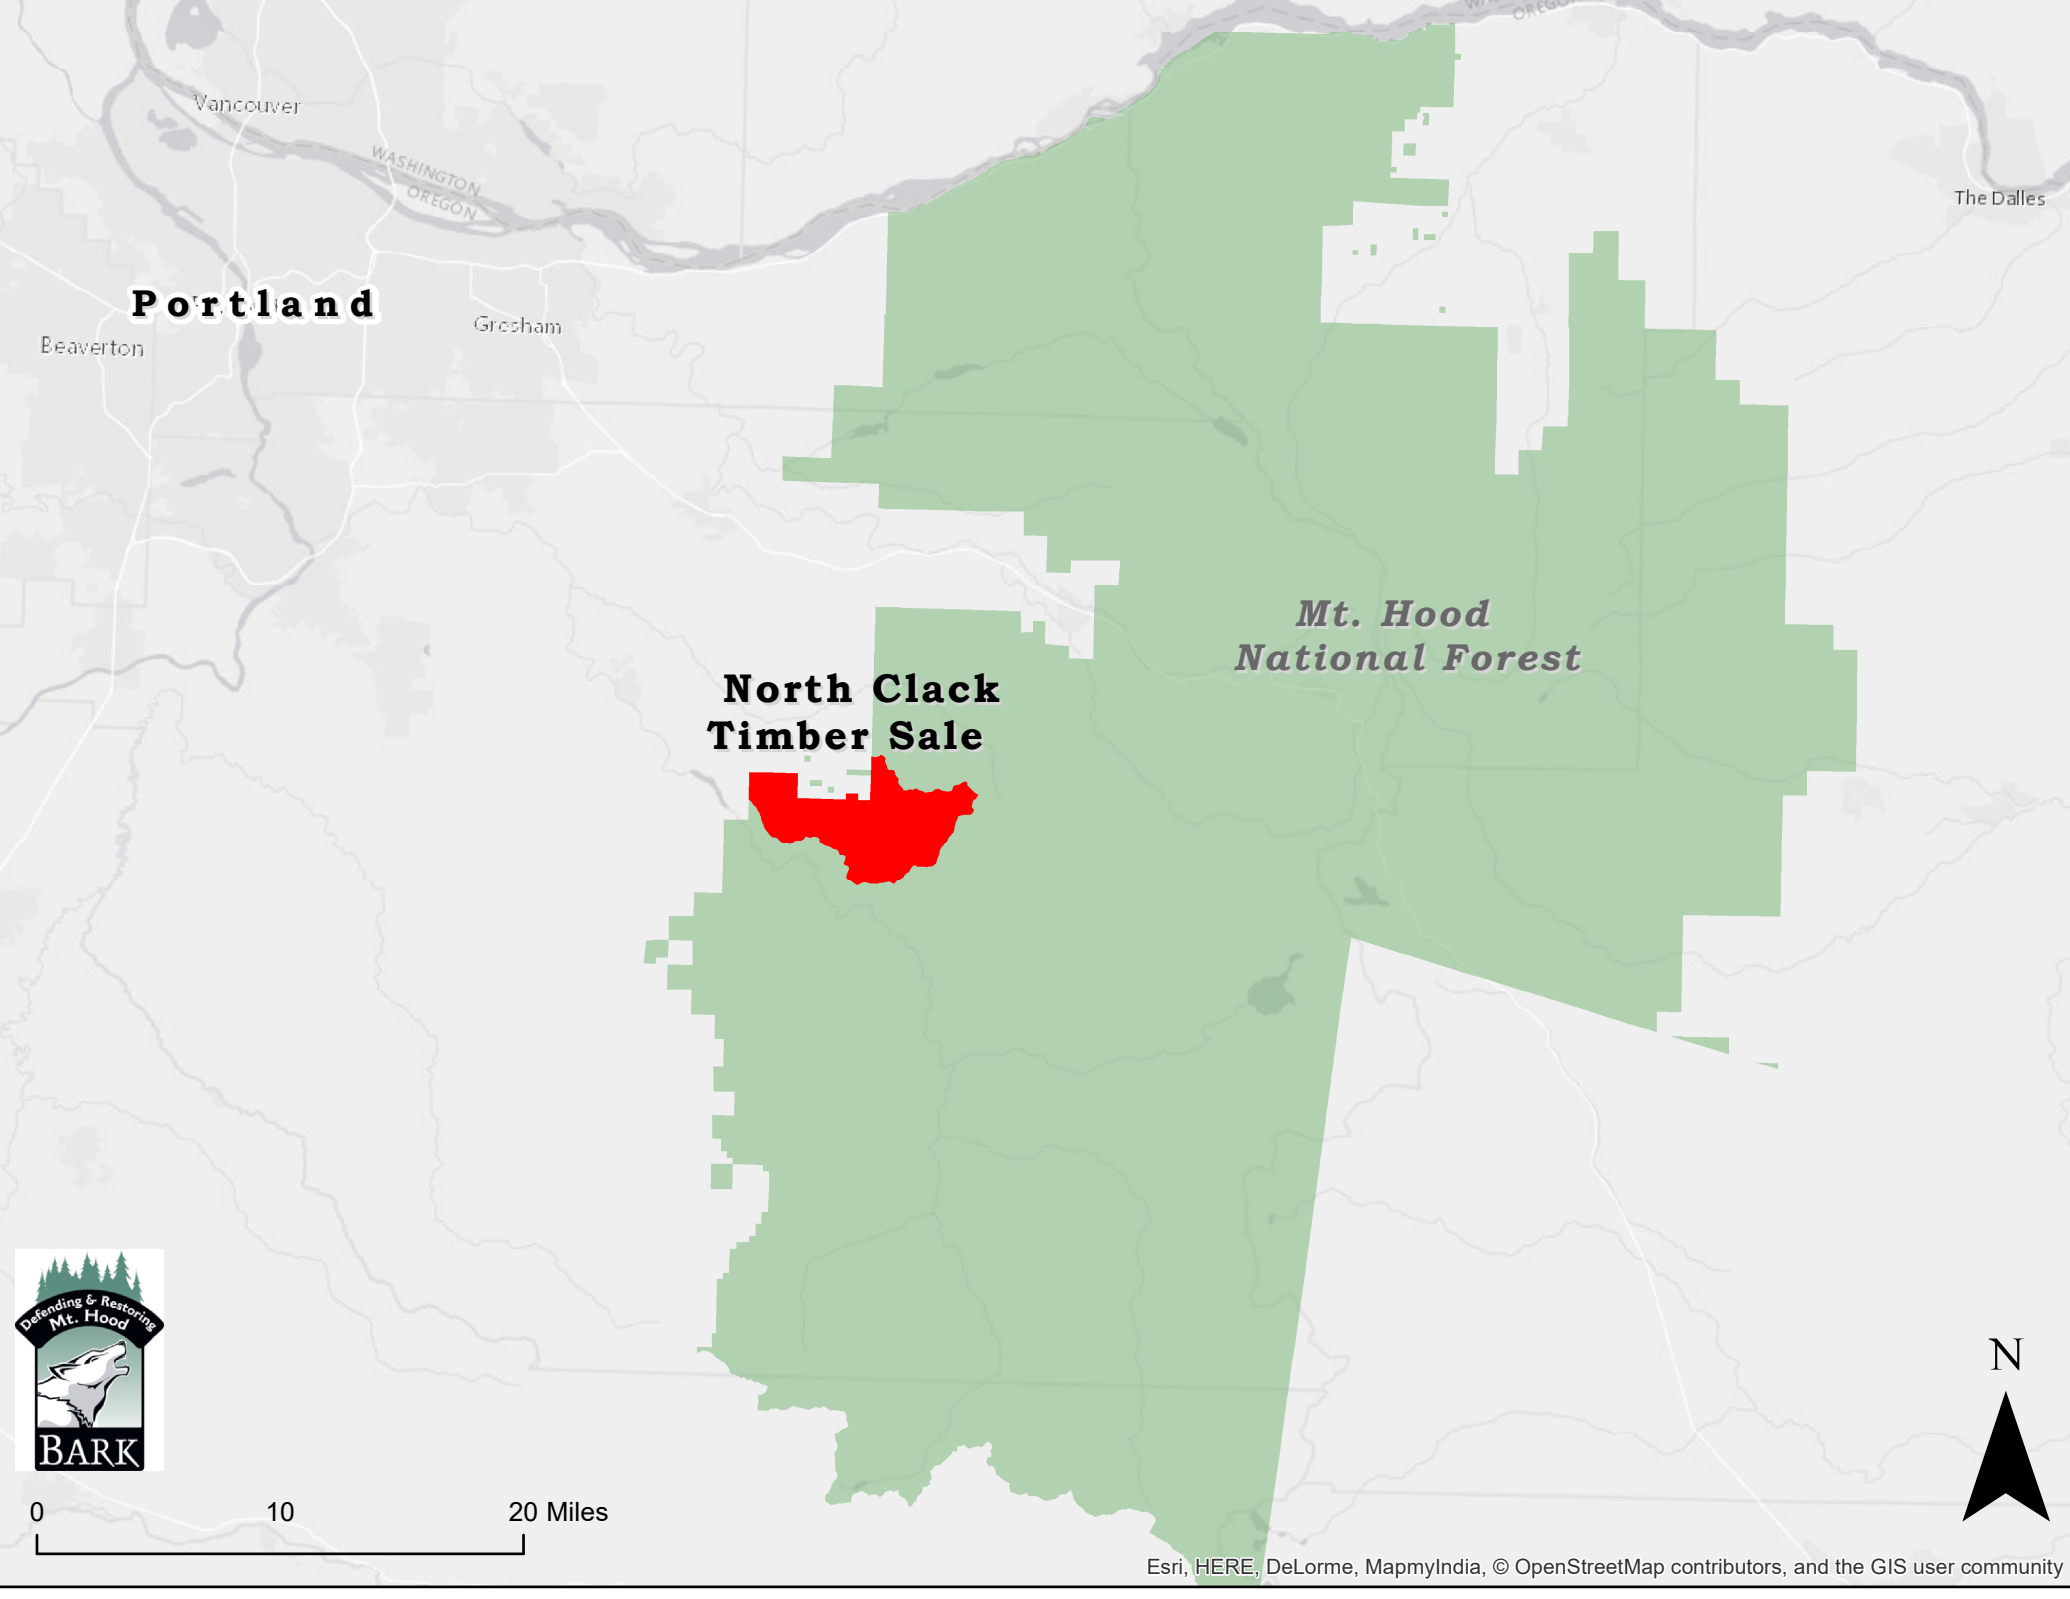 OREGON
Vancouver
WASHINGTON
OREGON
The Dalles
Portland
Gresham
Beaverton
Mt. Hood
National Forest
North Clack
Timber Sale
Defending & Restoring
Mt. Hood
BARK
N
0 10 20 Miles
Esri, HERE, DeLorme, MapmyIndia, © OpenStreetMap contributors, and the GIS user community